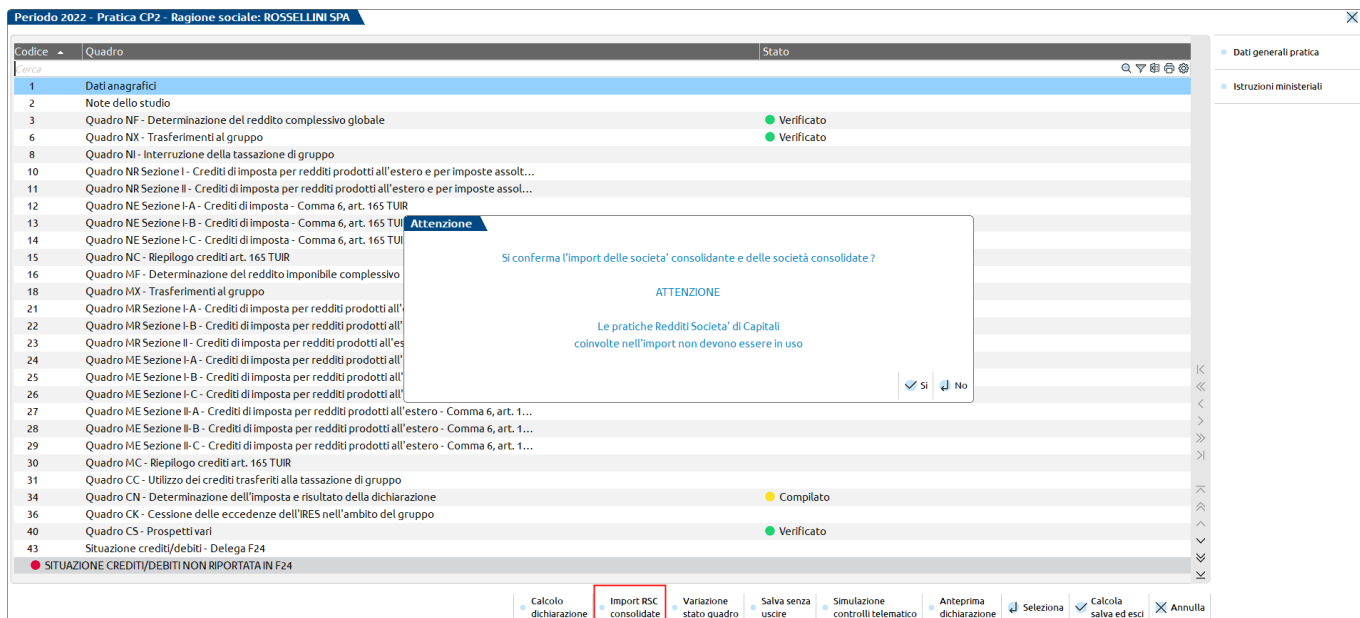 Periodo 2022 - Pratica CP2 - Ragione sociale: ROSSELLINI SPA
Codice Quadro Stato
Cerca
1 Dati anagrafici
2 Note dello studio
3 Quadro NF - Determinazione del reddito complessivo globale Verificato
6 Quadro NX - Trasferimenti al gruppo Verificato
8 Quadro NI - Interruzione della tassazione di gruppo
10 Quadro NR Sezione I - Crediti di imposta per redditi prodotti all'estero e per imposte assolt...
11 Quadro NR Sezione II - Crediti di imposta per redditi prodotti all'estero e per imposte assol...
12 Quadro NE Sezione I-A - Crediti di imposta - Comma 6, art. 165 TUIR
13 Quadro NE Sezione I-B - Crediti di imposta - Comma 6, art. 165 TUI
14 Quadro NE Sezione I-C - Crediti di imposta - Comma 6, art. 165 TUI
15 Quadro NC - Riepilogo crediti art. 165 TUIR
16 Quadro MF - Determinazione del reddito imponibile complessivo
18 Quadro MX - Trasferimenti al gruppo
21 Quadro MR Sezione I-A - Crediti di imposta per redditi prodotti all'
22 Quadro MR Sezione I-B - Crediti di imposta per redditi prodotti all'
23 Quadro MR Sezione II - Crediti di imposta per redditi prodotti all'es
24 Quadro ME Sezione I-A - Crediti di imposta per redditi prodotti all'
25 Quadro ME Sezione I-B - Crediti di imposta per redditi prodotti all'
26 Quadro ME Sezione I-C - Crediti di imposta per redditi prodotti all'
27 Quadro ME Sezione II-A - Crediti di imposta per redditi prodotti all'estero - Comma 6, art. 1...
28 Quadro ME Sezione II-B - Crediti di imposta per redditi prodotti all'estero - Comma 6, art. 1...
29 Quadro ME Sezione II-C - Crediti di imposta per redditi prodotti all'estero - Comma 6, art. 1...
30 Quadro MC - Riepilogo crediti art. 165 TUIR
31 Quadro CC - Utilizzo dei crediti trasferiti alla tassazione di gruppo
34 Quadro CN - Determinazione dell'imposta e risultato della dichiarazione Compilato
36 Quadro CK - Cessione delle eccedenze dell'IRES nell'ambito del gruppo
40 Quadro CS - Prospetti vari Verificato
43 Situazione crediti/debiti - Delega F24
SITUAZIONE CREDITI/DEBITI NON RIPORTATA IN F24
Attenzione
Si conferma l'import delle societa' consolidante e delle società consolidate ?
ATTENZIONE
Le pratiche Redditi Societa' di Capitali
coinvolte nell'import non devono essere in uso
Si No
Dati generali pratica
Istruzioni ministeriali
Calcolo dichiarazione
Import RSC consolidate
Variazione stato quadro
Salva senza uscire
Simulazione controlli telematico
Anteprima dichiarazione
Seleziona
Calcola salva ed esci
Annulla